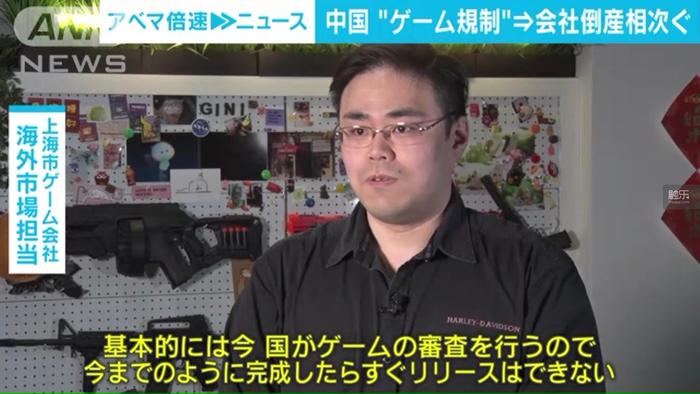 ANN
NEWS
アベマ倍速≫ニュース
中国 "ゲーム規制"⇒会社倒産相次ぐ
上海市ゲーム会社
海外市場担当
GINI
触乐
HARLEY-DAVIDSON
基本的には今 国がゲームの審査を行うので
今までのように完成したらすぐリリースはできない